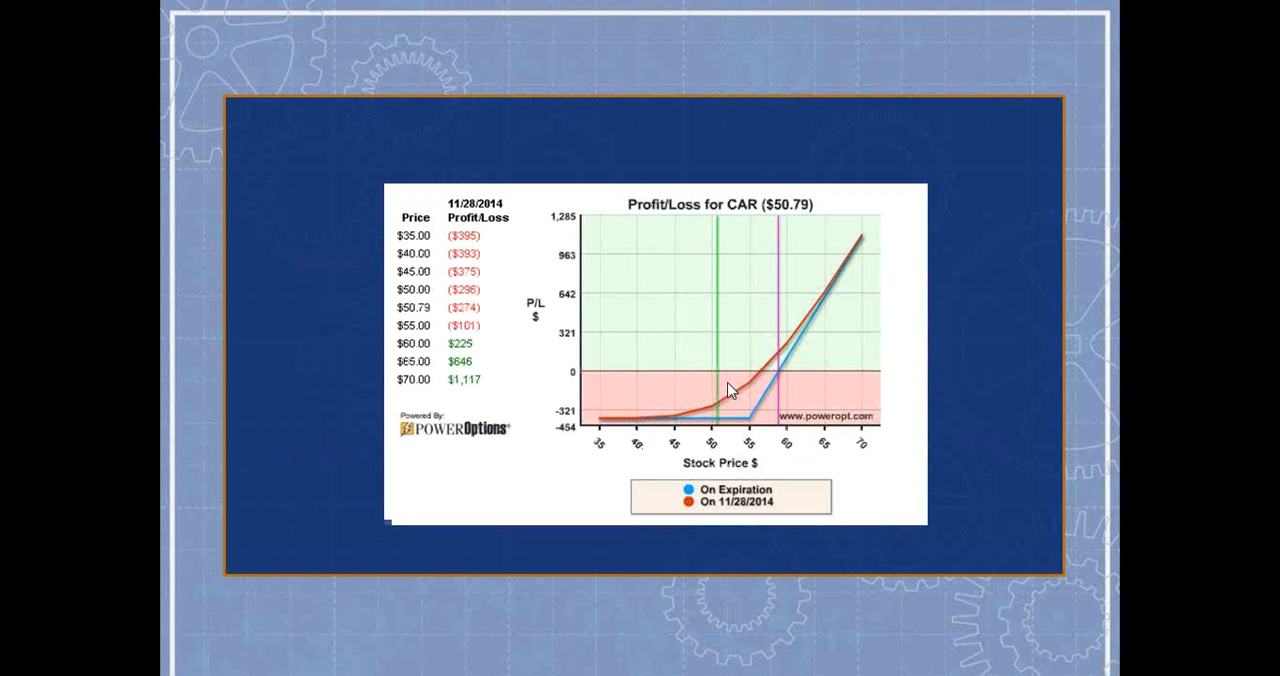 11/28/2014
Price Profit/Loss
$35.00 ($395)
$40.00 ($393)
$45.00 ($375)
$50.00 ($296)
$50.79 ($274)
$55.00 ($101)
$60.00 $225
$65.00 $646
$70.00 $1,117
Powered By:
POWEROptions®
Profit/Loss for CAR ($50.79)
P/L
$
1,285
963
642
321
0
-321
-454
www.poweropt.com
35 40 45 50 55 60 65 70
Stock Price $
On Expiration
On 11/28/2014